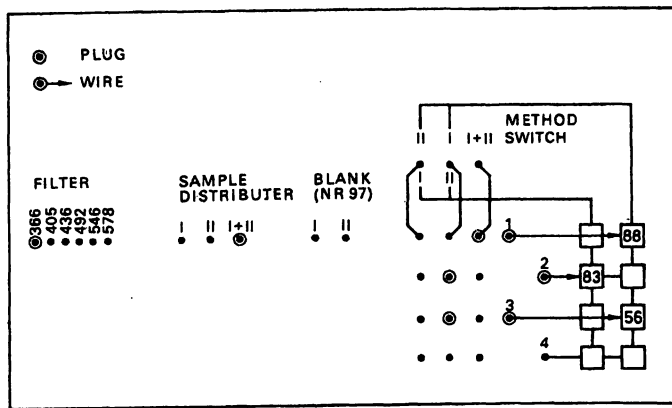 PLUG
WIRE
METHOD
SWITCH
II I I+II
I II
FILTER
366 405 436 492 546 578
SAMPLE
DISTRIBUTER
I II I+II
BLANK
(NR 97)
I II
1 88
2 83
3 56
4